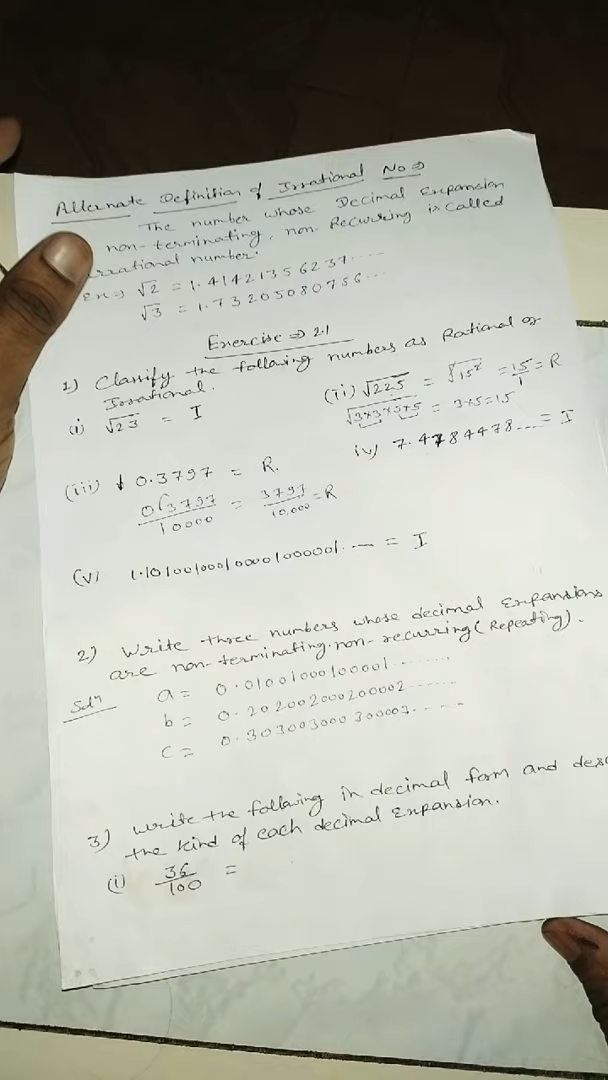 Alternate Definition of Irrational No ⇒
The number whose Decimal Expansion
non-terminating, non-Recurring is called
irrational number.
Ex ⇒ √2 = 1.41421356237.....
√3 = 1.73205080756...
Exercise ⇒ 2.1
1) Classify the following numbers as Rational or
Irrational.
(i) √23 = I
(ii) √225 = √15² = 15/1 = R
√3×3×5×5 = 3×5=15
(iii) 0.3797 = R.
03797/10000 = 3797/10,000 = R
iv) 7.4784478... = I
(v) 1.101001000100001000001. — = I
2) Write three numbers whose decimal expansions
are non-terminating. non-recurring (Repeating).
Solⁿ a = 0.01001000100001........
b = 0.20200200020002......
c = 0.303003000300003.....
3) Write the following in decimal form and des
the kind of each decimal Expansion.
(i) 36/100 =